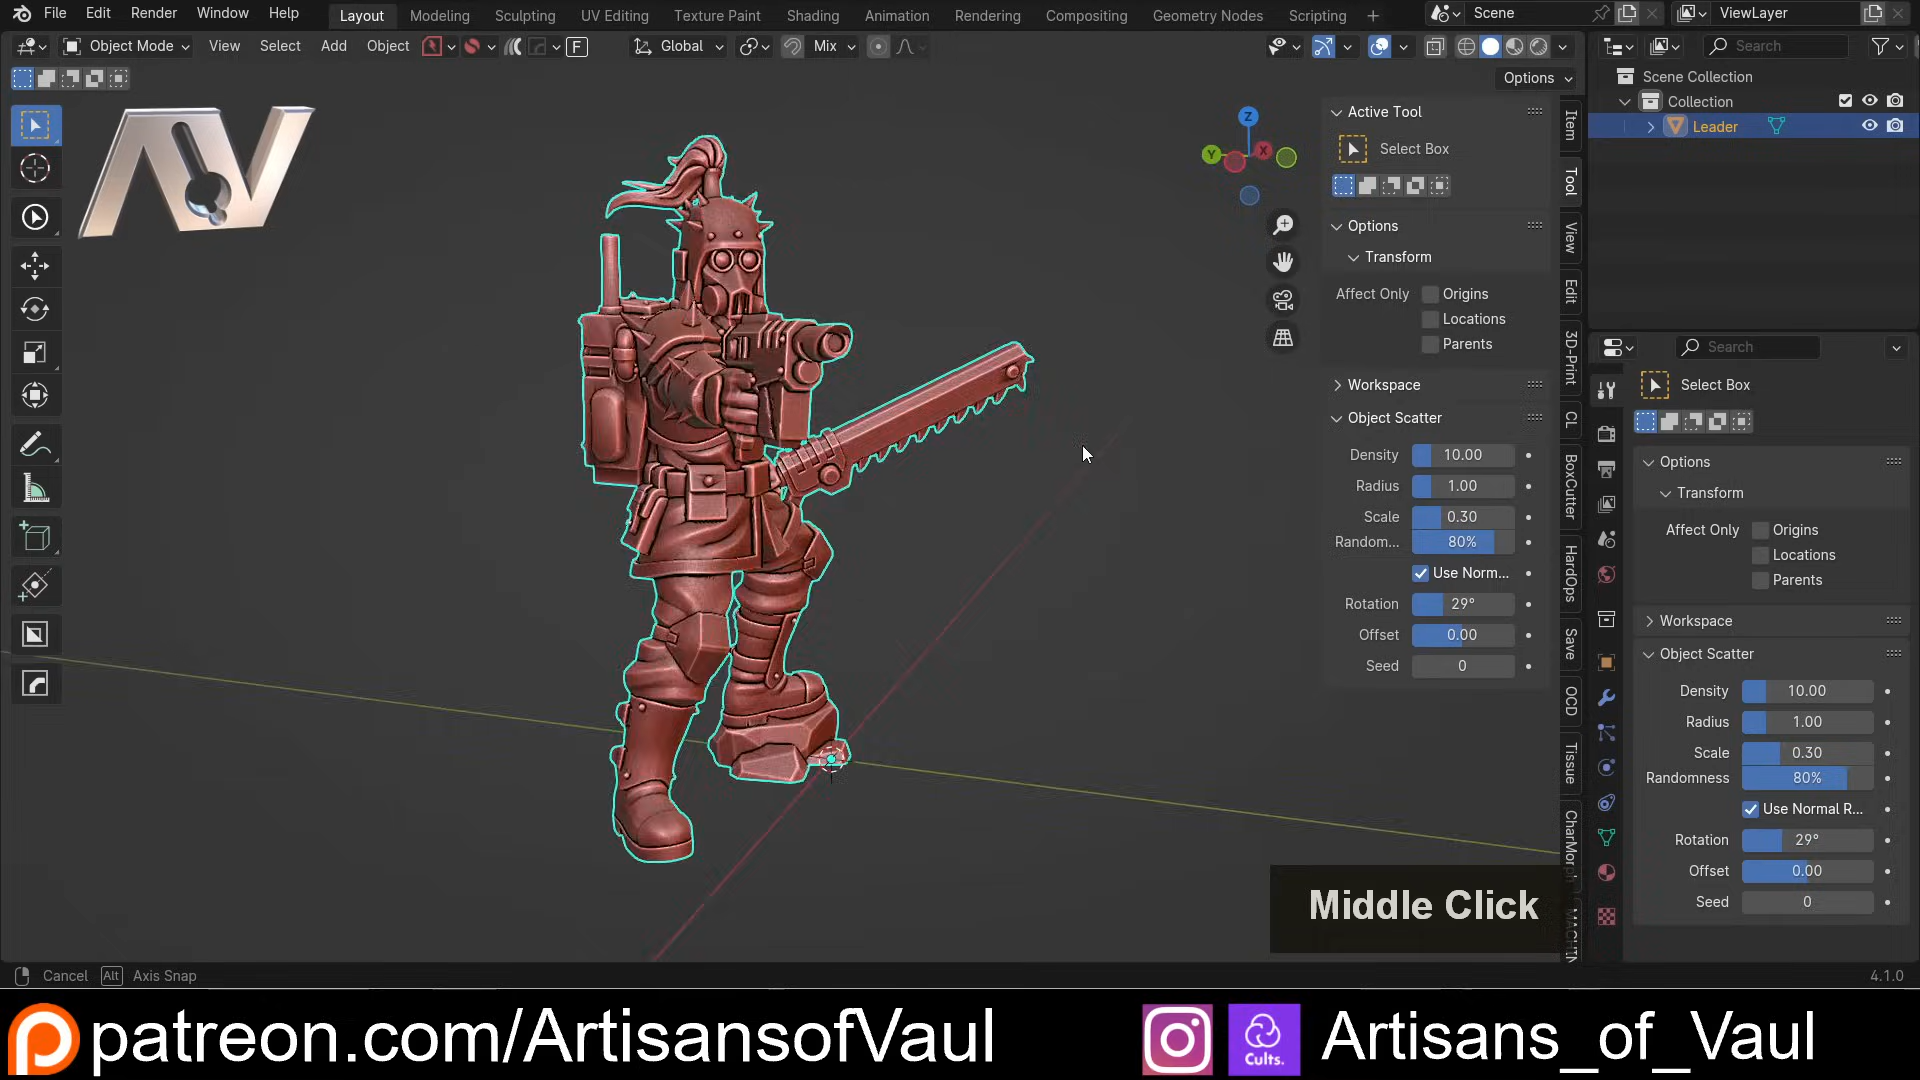 File Edit Render Window Help
Layout Modeling Sculpting UV Editing Texture Paint Shading Animation Rendering Compositing Geometry Nodes Scripting +
Scene
ViewLayer
Object Mode View Select Add Object
F
Global
Mix
Search
Options
AV
Z
Y
X
Active Tool
Select Box
Options
Transform
Affect Only Origins
Locations
Parents
Workspace
Object Scatter
Density 10.00
Radius 1.00
Scale 0.30
Random... 80%
Use Norm...
Rotation 29°
Offset 0.00
Seed 0
Item
Tool
View
Edit
3D-Print
CL
BoxCutter
HardOps
Save
OCD
Tissue
CharMorph
Scene Collection
Collection
Leader
Search
Select Box
Options
Transform
Affect Only Origins
Locations
Parents
Workspace
Object Scatter
Density 10.00
Radius 1.00
Scale 0.30
Randomness 80%
Use Normal R...
Rotation 29°
Offset 0.00
Seed 0
Middle Click
Cancel Alt Axis Snap
4.1.0
patreon.com/ArtisansofVaul
Cults.
Artisans_of_Vaul